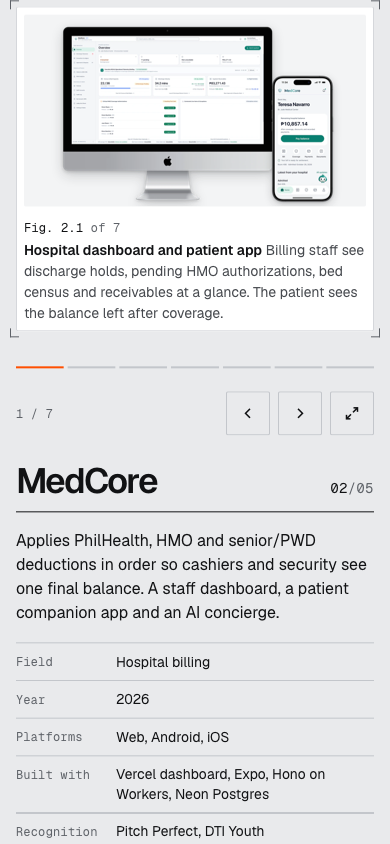 MedCore
Teresa Navarro
₱10,857.14
Fig. 2.1 of 7
Hospital dashboard and patient app Billing staff see
discharge holds, pending HMO authorizations, bed
census and receivables at a glance. The patient sees
the balance left after coverage.
1 / 7
MedCore
02/05
Applies PhilHealth, HMO and senior/PWD
deductions in order so cashiers and security see
one final balance. A staff dashboard, a patient
companion app and an AI concierge.
Field Hospital billing
Year 2026
Platforms Web, Android, iOS
Built with Vercel dashboard, Expo, Hono on
Workers, Neon Postgres
Recognition Pitch Perfect, DTI Youth